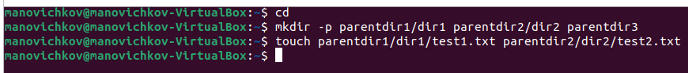 manovichkov@manovichkov-VirtualBox:~$ cd
manovichkov@manovichkov-VirtualBox:~$ mkdir -p parentdir1/dir1 parentdir2/dir2 parentdir3
manovichkov@manovichkov-VirtualBox:~$ touch parentdir1/dir1/test1.txt parentdir2/dir2/test2.txt
manovichkov@manovichkov-VirtualBox:~$